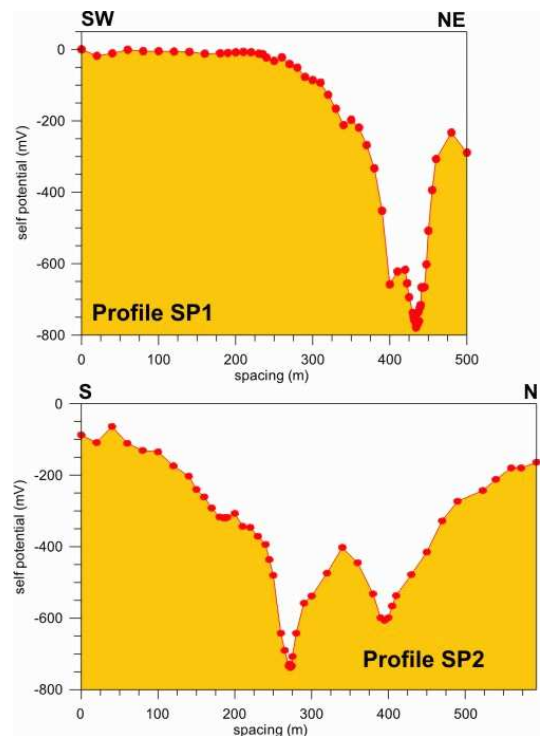 SW NE
0
-200
-400
-600
-800
self potential (mV)
Profile SP1
0 100 200 300 400 500
spacing (m)
S N
0
-200
-400
-600
-800
self potential (mV)
Profile SP2
0 100 200 300 400 500
spacing (m)